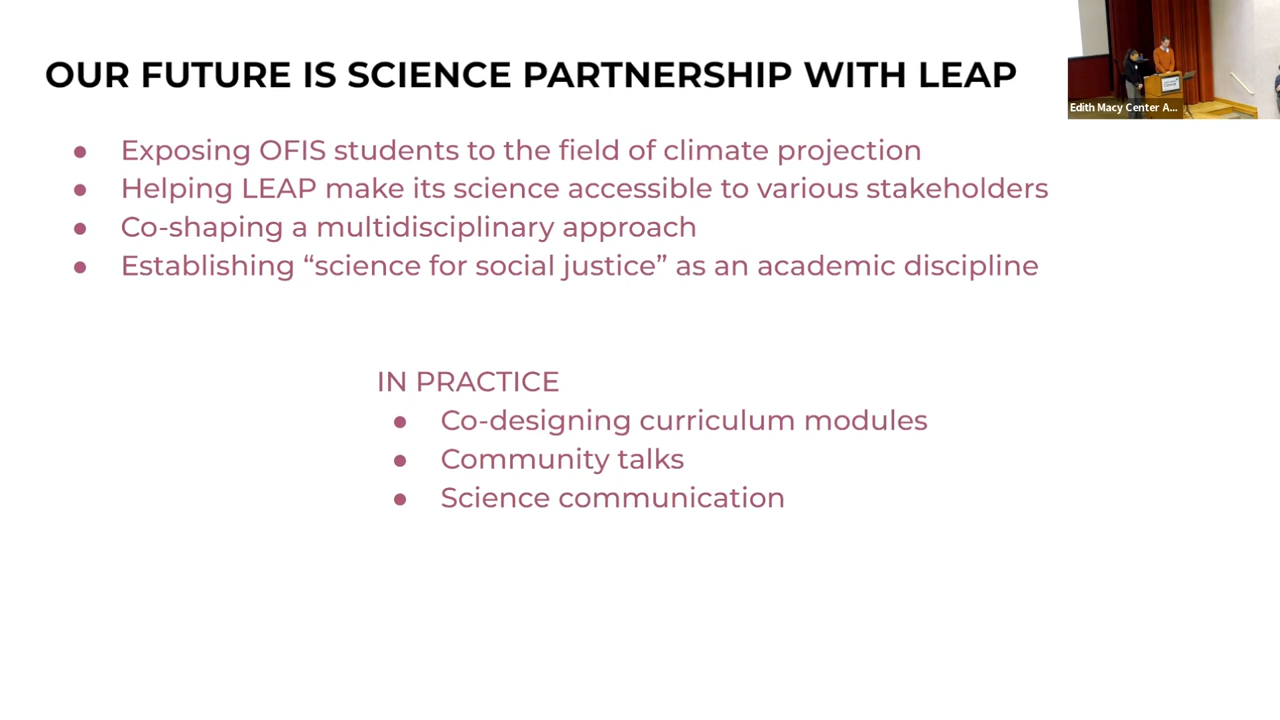 OUR FUTURE IS SCIENCE PARTNERSHIP WITH LEAP
Edith Macy Center A...
● Exposing OFIS students to the field of climate projection
● Helping LEAP make its science accessible to various stakeholders
● Co-shaping a multidisciplinary approach
● Establishing “science for social justice” as an academic discipline
IN PRACTICE
● Co-designing curriculum modules
● Community talks
● Science communication